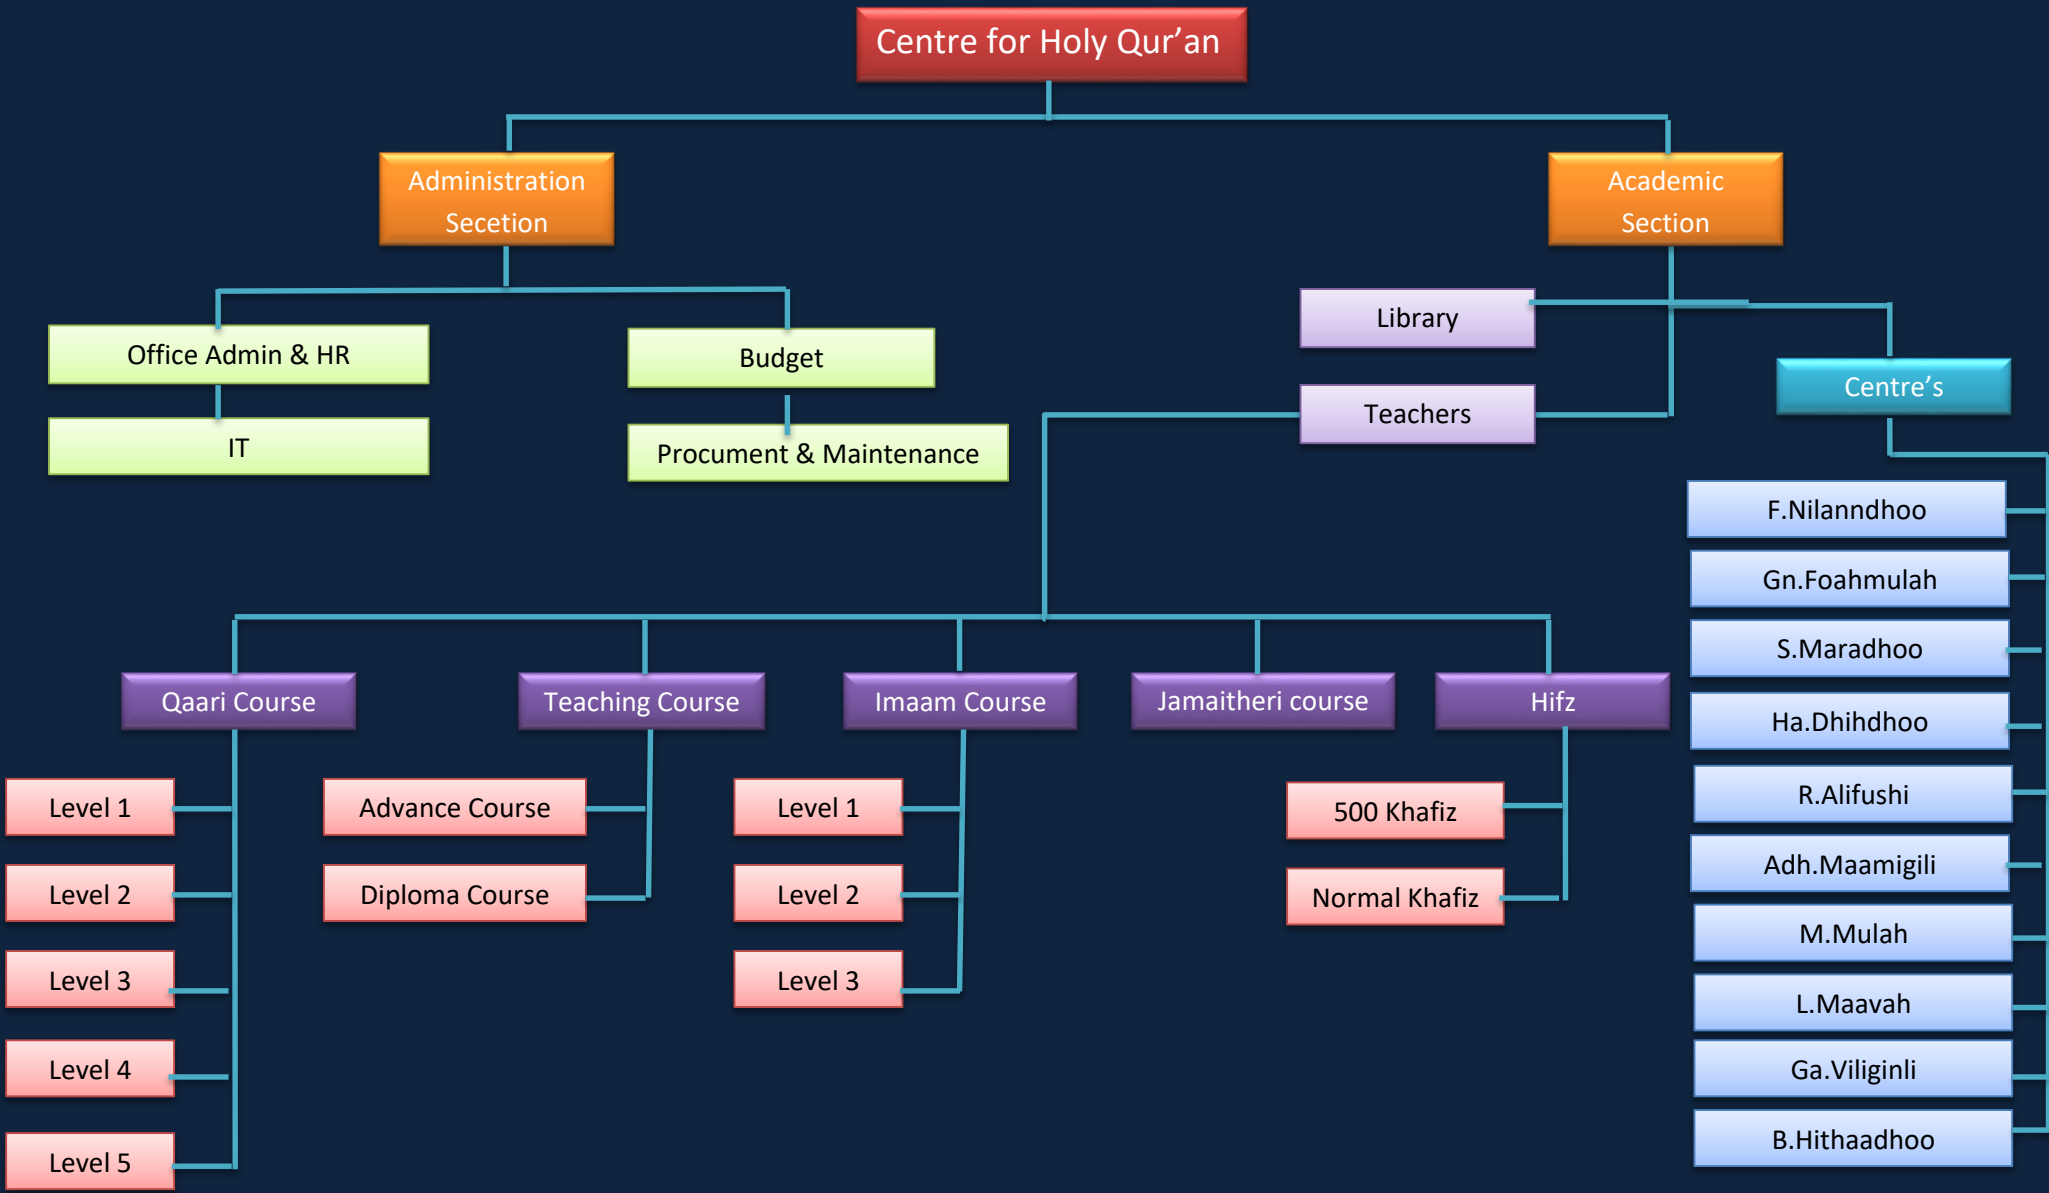 Centre for Holy Qur’an
Administration
Secetion
Academic
Section
Office Admin & HR
IT
Budget
Procument & Maintenance
Library
Teachers
Centre’s
F.Nilanndhoo
Gn.Foahmulah
S.Maradhoo
Ha.Dhihdhoo
R.Alifushi
Adh.Maamigili
M.Mulah
L.Maavah
Ga.Viliginli
B.Hithaadhoo
Qaari Course
Level 1
Level 2
Level 3
Level 4
Level 5
Teaching Course
Advance Course
Diploma Course
Imaam Course
Level 1
Level 2
Level 3
Jamaitheri course
Hifz
500 Khafiz
Normal Khafiz